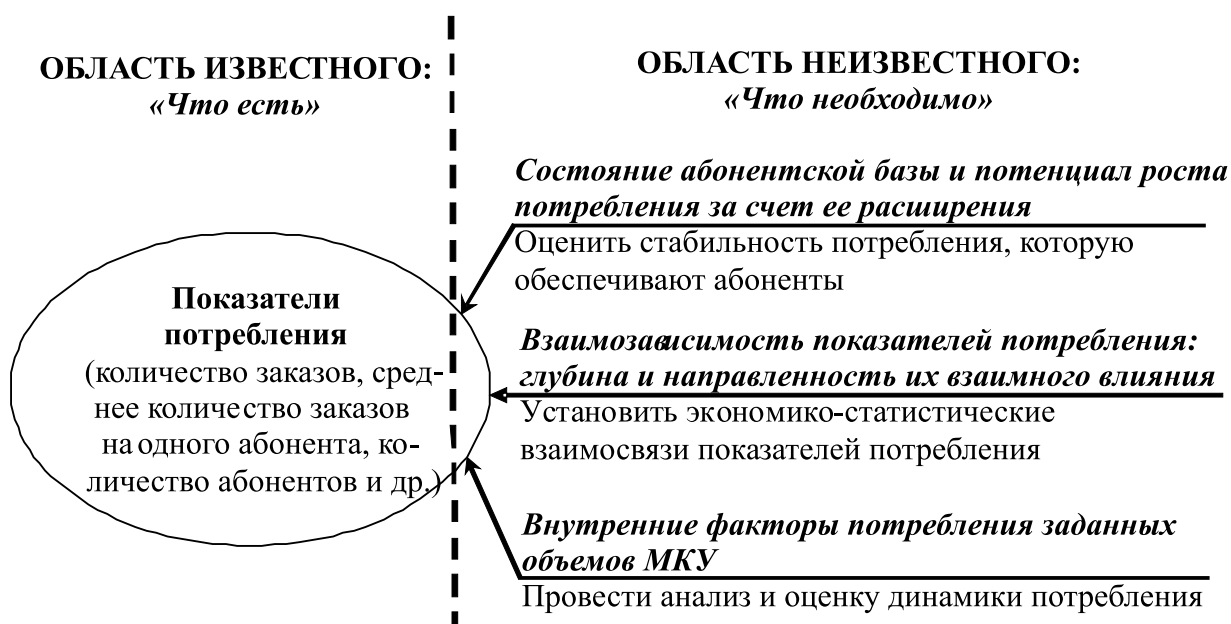 ОБЛАСТЬ ИЗВЕСТНОГО:
«Что есть»
Показатели
потребления
(количество заказов, сред-
нее количество заказов
на одного абонента, ко-
личество абонентов и др.)
ОБЛАСТЬ НЕИЗВЕСТНОГО:
«Что необходимо»
Состояние абонентской базы и потенциал роста
потребления за счет ее расширения
Оценить стабильность потребления, которую
обеспечивают абоненты
Взаимозависимость показателей потребления:
глубина и направленность их взаимного влияния
Установить экономико-статистические
взаимосвязи показателей потребления
Внутренние факторы потребления заданных
объемов МКУ
Провести анализ и оценку динамики потребления